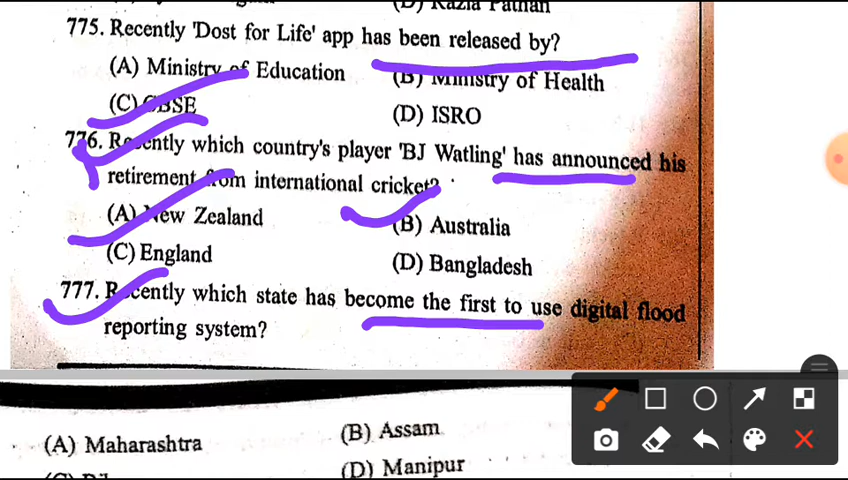 (D) Razia Pathan
775. Recently 'Dost for Life' app has been released by?
(A) Ministry of Education (B) Ministry of Health
(C) CBSE (D) ISRO
776. Recently which country's player 'BJ Watling' has announced his
retirement from international cricket?
(A) New Zealand (B) Australia
(C) England (D) Bangladesh
777. Recently which state has become the first to use digital flood
reporting system?
(A) Maharashtra (B) Assam
(D) Manipur